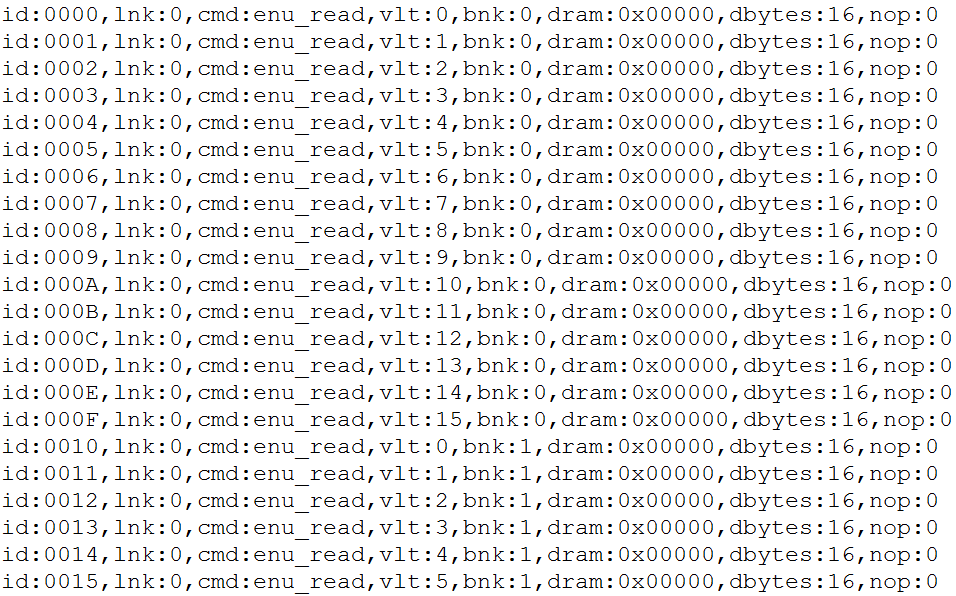 id:0000,lnk:0,cmd:enu_read,vlt:0,bnk:0,dram:0x00000,dbytes:16,nop:0
id:0001,lnk:0,cmd:enu_read,vlt:1,bnk:0,dram:0x00000,dbytes:16,nop:0
id:0002,lnk:0,cmd:enu_read,vlt:2,bnk:0,dram:0x00000,dbytes:16,nop:0
id:0003,lnk:0,cmd:enu_read,vlt:3,bnk:0,dram:0x00000,dbytes:16,nop:0
id:0004,lnk:0,cmd:enu_read,vlt:4,bnk:0,dram:0x00000,dbytes:16,nop:0
id:0005,lnk:0,cmd:enu_read,vlt:5,bnk:0,dram:0x00000,dbytes:16,nop:0
id:0006,lnk:0,cmd:enu_read,vlt:6,bnk:0,dram:0x00000,dbytes:16,nop:0
id:0007,lnk:0,cmd:enu_read,vlt:7,bnk:0,dram:0x00000,dbytes:16,nop:0
id:0008,lnk:0,cmd:enu_read,vlt:8,bnk:0,dram:0x00000,dbytes:16,nop:0
id:0009,lnk:0,cmd:enu_read,vlt:9,bnk:0,dram:0x00000,dbytes:16,nop:0
id:000A,lnk:0,cmd:enu_read,vlt:10,bnk:0,dram:0x00000,dbytes:16,nop:0
id:000B,lnk:0,cmd:enu_read,vlt:11,bnk:0,dram:0x00000,dbytes:16,nop:0
id:000C,lnk:0,cmd:enu_read,vlt:12,bnk:0,dram:0x00000,dbytes:16,nop:0
id:000D,lnk:0,cmd:enu_read,vlt:13,bnk:0,dram:0x00000,dbytes:16,nop:0
id:000E,lnk:0,cmd:enu_read,vlt:14,bnk:0,dram:0x00000,dbytes:16,nop:0
id:000F,lnk:0,cmd:enu_read,vlt:15,bnk:0,dram:0x00000,dbytes:16,nop:0
id:0010,lnk:0,cmd:enu_read,vlt:0,bnk:1,dram:0x00000,dbytes:16,nop:0
id:0011,lnk:0,cmd:enu_read,vlt:1,bnk:1,dram:0x00000,dbytes:16,nop:0
id:0012,lnk:0,cmd:enu_read,vlt:2,bnk:1,dram:0x00000,dbytes:16,nop:0
id:0013,lnk:0,cmd:enu_read,vlt:3,bnk:1,dram:0x00000,dbytes:16,nop:0
id:0014,lnk:0,cmd:enu_read,vlt:4,bnk:1,dram:0x00000,dbytes:16,nop:0
id:0015,lnk:0,cmd:enu_read,vlt:5,bnk:1,dram:0x00000,dbytes:16,nop:0